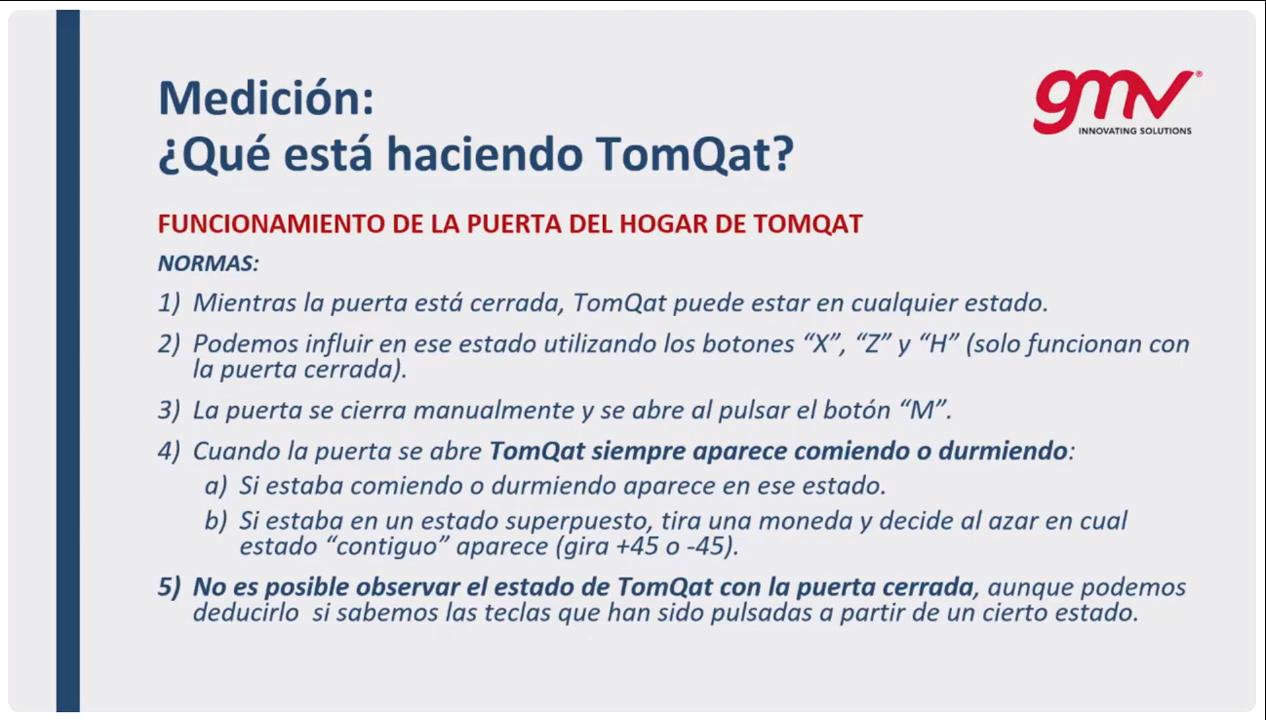 Medición:
¿Qué está haciendo TomQat?
gmv®
INNOVATING SOLUTIONS
FUNCIONAMIENTO DE LA PUERTA DEL HOGAR DE TOMQAT
NORMAS:
1) Mientras la puerta está cerrada, TomQat puede estar en cualquier estado.
2) Podemos influir en ese estado utilizando los botones “X”, “Z” y “H” (solo funcionan con
la puerta cerrada).
3) La puerta se cierra manualmente y se abre al pulsar el botón “M”.
4) Cuando la puerta se abre TomQat siempre aparece comiendo o durmiendo:
a) Si estaba comiendo o durmiendo aparece en ese estado.
b) Si estaba en un estado superpuesto, tira una moneda y decide al azar en cual
estado “contiguo” aparece (gira +45 o -45).
5) No es posible observar el estado de TomQat con la puerta cerrada, aunque podemos
deducirlo si sabemos las teclas que han sido pulsadas a partir de un cierto estado.